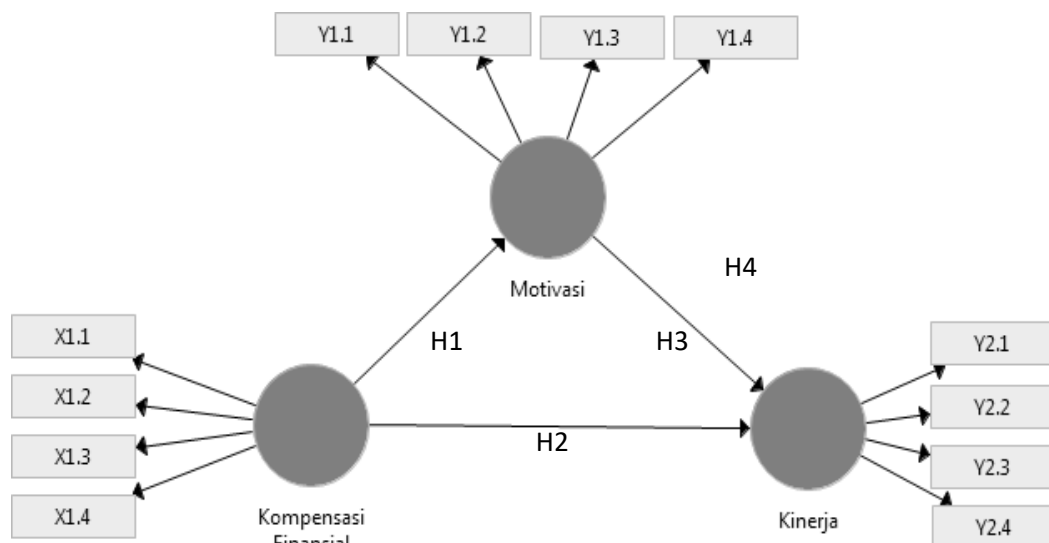 Y1.1
Y1.2
Y1.3
Y1.4
Motivasi
H4
H1
H3
X1.1
X1.2
X1.3
X1.4
Y2.1
Y2.2
Y2.3
Y2.4
H2
Kompensasi
Finansial
Kinerja